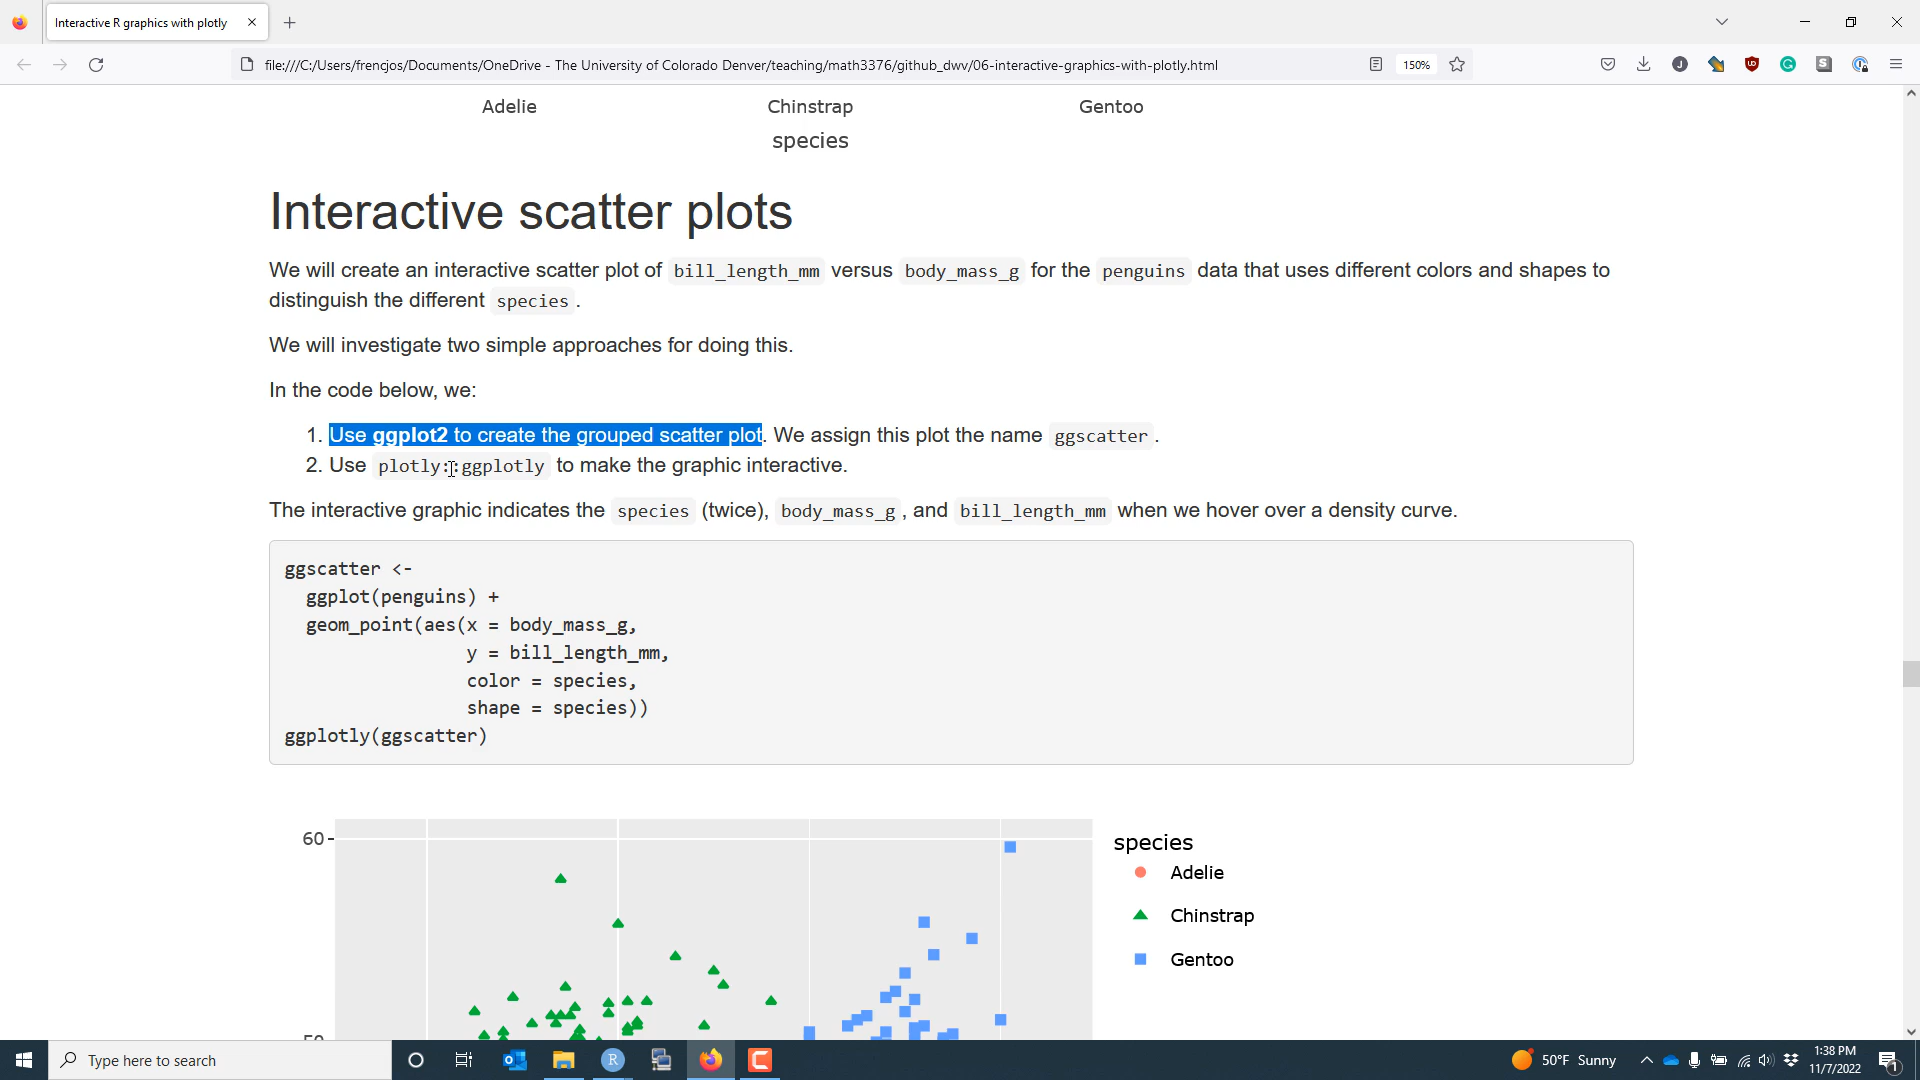 Interactive R graphics with plotly
file:///C:/Users/frencjos/Documents/OneDrive - The University of Colorado Denver/teaching/math3376/github_dwv/06-interactive-graphics-with-plotly.html
150%
Adelie Chinstrap Gentoo
species
Interactive scatter plots
We will create an interactive scatter plot of bill_length_mm versus body_mass_g for the penguins data that uses different colors and shapes to
distinguish the different species .
We will investigate two simple approaches for doing this.
In the code below, we:
1. Use ggplot2 to create the grouped scatter plot. We assign this plot the name ggscatter .
2. Use plotly::ggplotly to make the graphic interactive.
The interactive graphic indicates the species (twice), body_mass_g , and bill_length_mm when we hover over a density curve.
ggscatter <-
ggplot(penguins) +
geom_point(aes(x = body_mass_g,
y = bill_length_mm,
color = species,
shape = species))
ggplotly(ggscatter)
60
species
Adelie
Chinstrap
Gentoo
Type here to search
50°F Sunny
1:38 PM
11/7/2022
1